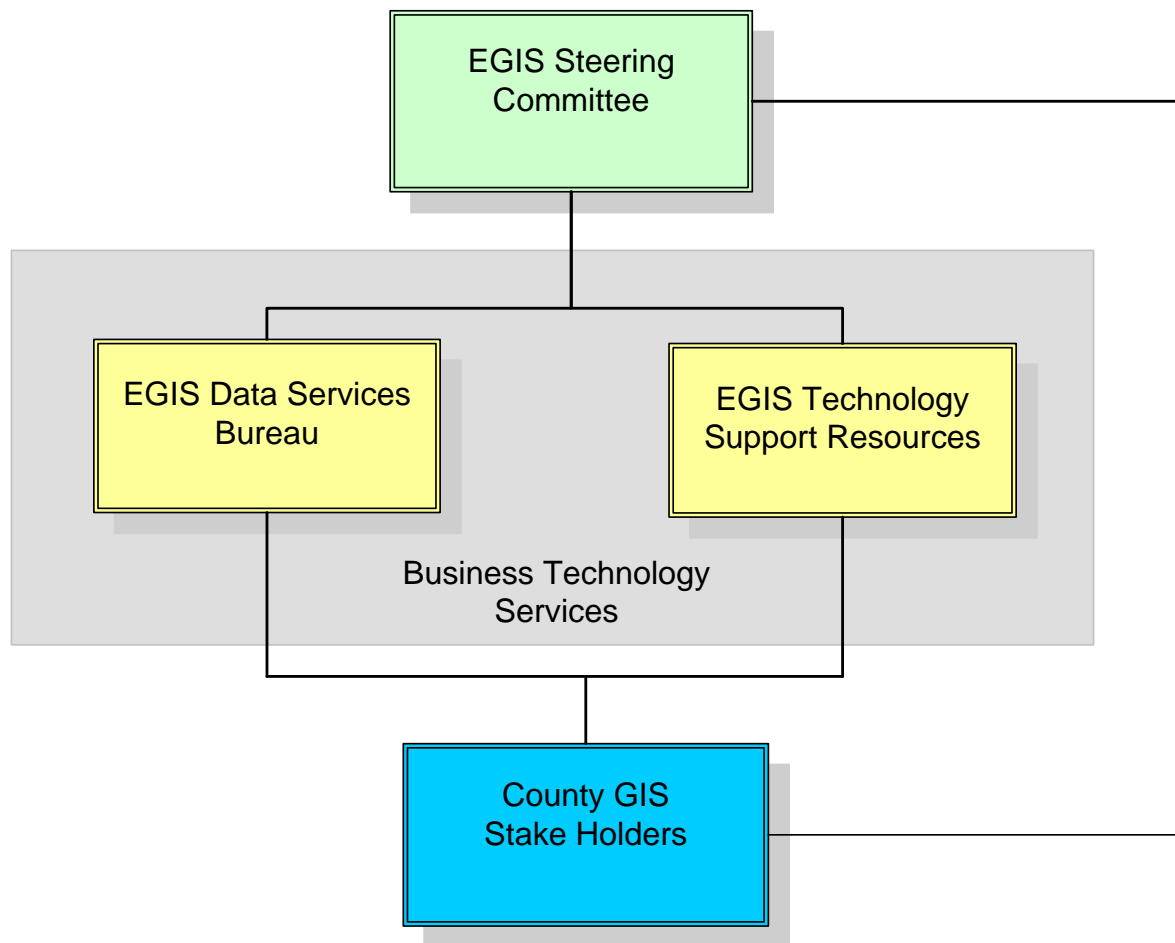 EGIS Steering
Committee
EGIS Data Services
Bureau
EGIS Technology
Support Resources
Business Technology
Services
County GIS
Stake Holders